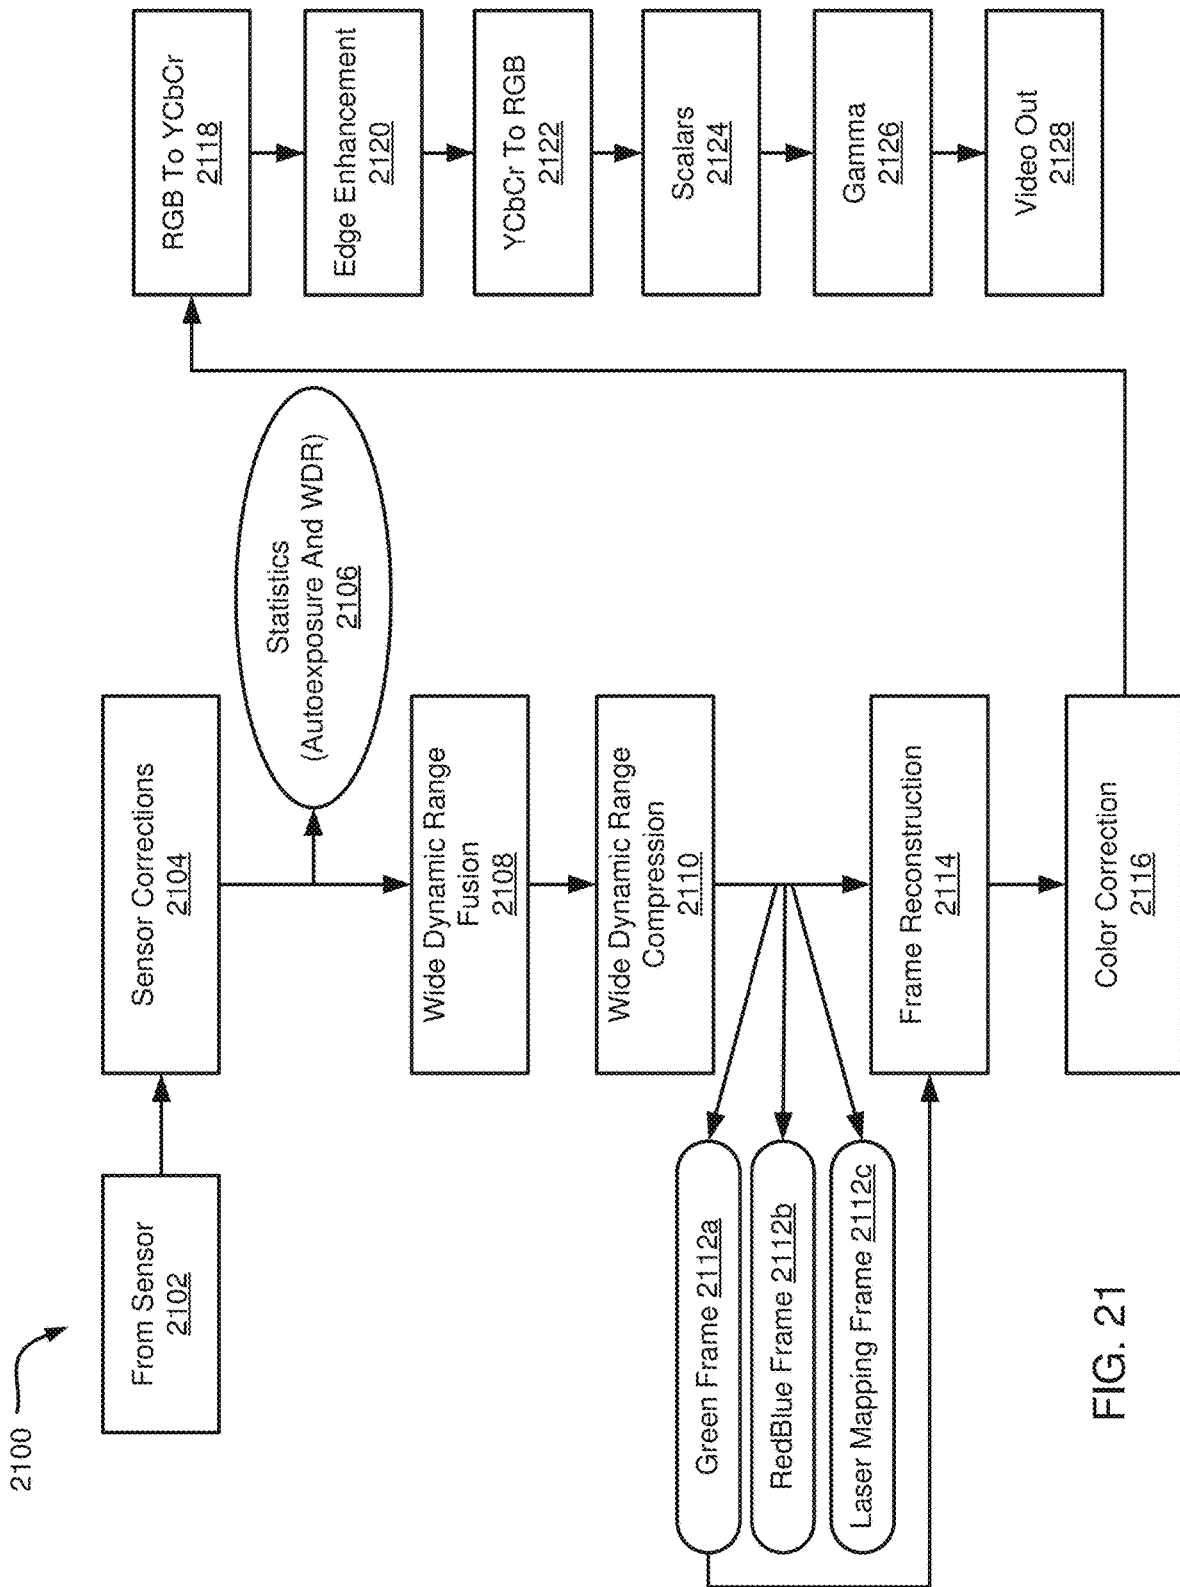 2100
From Sensor
2102
Sensor Corrections
2104
Statistics
(Autoexposure And WDR)
2106
Wide Dynamic Range
Fusion
2108
Wide Dynamic Range
Compression
2110
Green Frame 2112a
RedBlue Frame 2112b
Laser Mapping Frame 2112c
Frame Reconstruction
2114
Color Correction
2116
RGB To YCbCr
2118
Edge Enhancement
2120
YCbCr To RGB
2122
Scalars
2124
Gamma
2126
Video Out
2128
FIG. 21